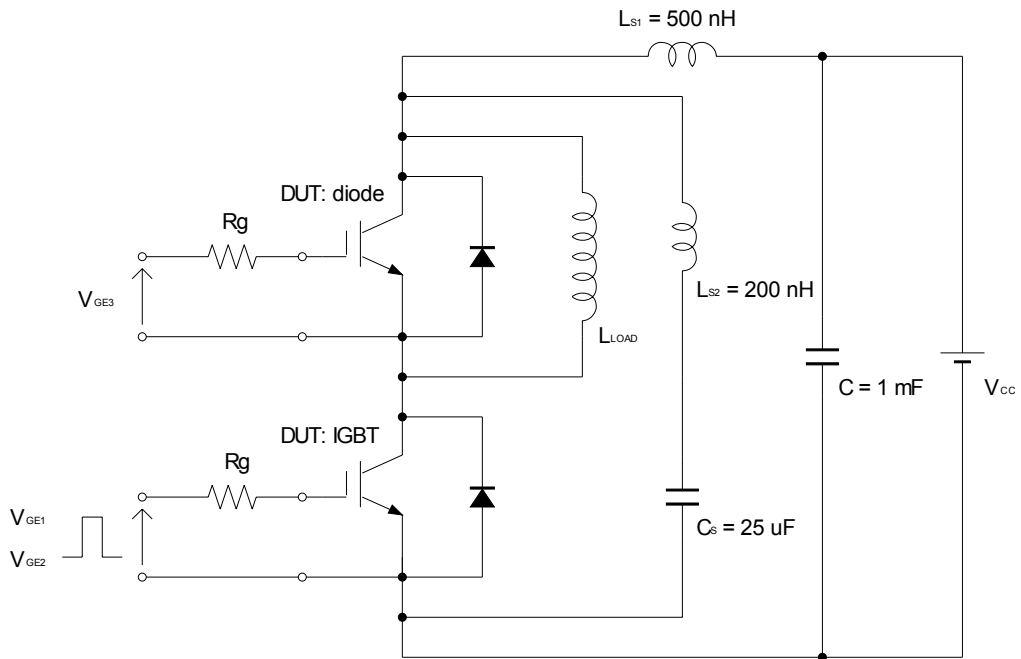 LS1 = 500 nH
DUT: diode
Rg
VGE3
LS2 = 200 nH
LLOAD
C = 1 mF
VCC
DUT: IGBT
Rg
VGE1
VGE2
CS = 25 uF